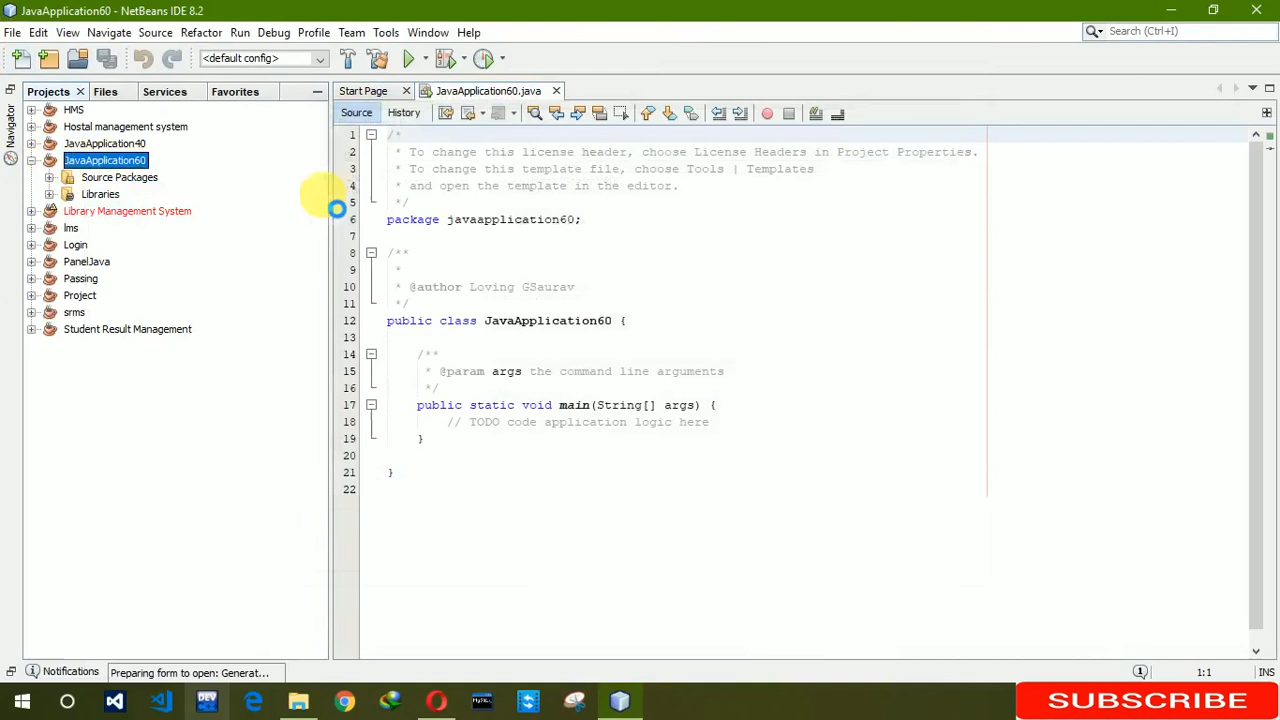 JavaApplication60 - NetBeans IDE 8.2
File Edit View Navigate Source Refactor Run Debug Profile Team Tools Window Help
Search (Ctrl+I)
<default config>
Projects Files Services Favorites
Start Page JavaApplication60.java
Navigator
Source History
HMS
Hostal management system
JavaApplication40
JavaApplication60
Source Packages
Libraries
Library Management System
lms
Login
PanelJava
Passing
Project
srms
Student Result Management
1 /*
2 * To change this license header, choose License Headers in Project Properties.
3 * To change this template file, choose Tools | Templates
4 * and open the template in the editor.
5 */
6 package javaapplication60;
7
8 /**
9 *
10 * @author Loving GSaurav
11 */
12 public class JavaApplication60 {
13
14 /**
15 * @param args the command line arguments
16 */
17 public static void main(String[] args) {
18 // TODO code application logic here
19 }
20
21 }
22
Notifications Preparing form to open: Generat...
1:1 INS
DEV
MySQL
SUBSCRIBE